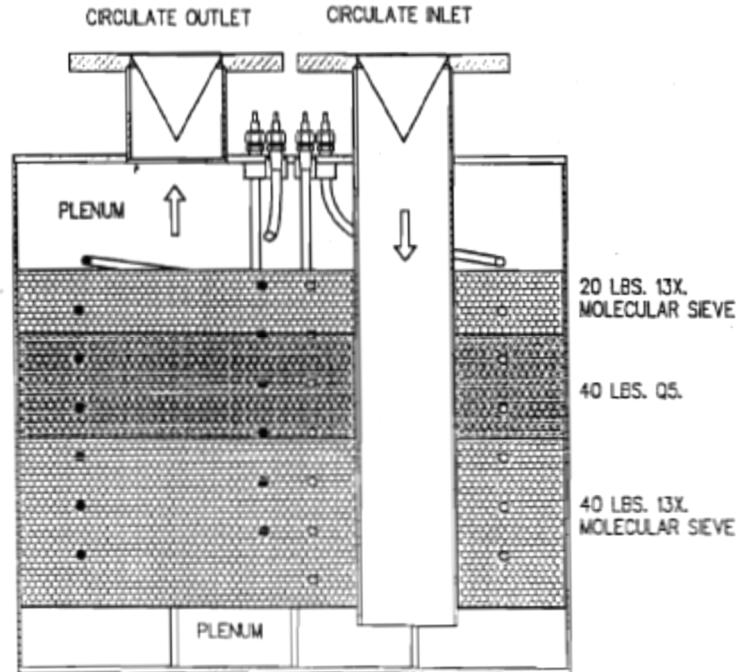 CIRCULATE OUTLET
CIRCULATE INLET
PLENUM
20 LBS. 13X.
MOLECULAR SIEVE
40 LBS. Q5.
40 LBS. 13X.
MOLECULAR SIEVE
PLENUM